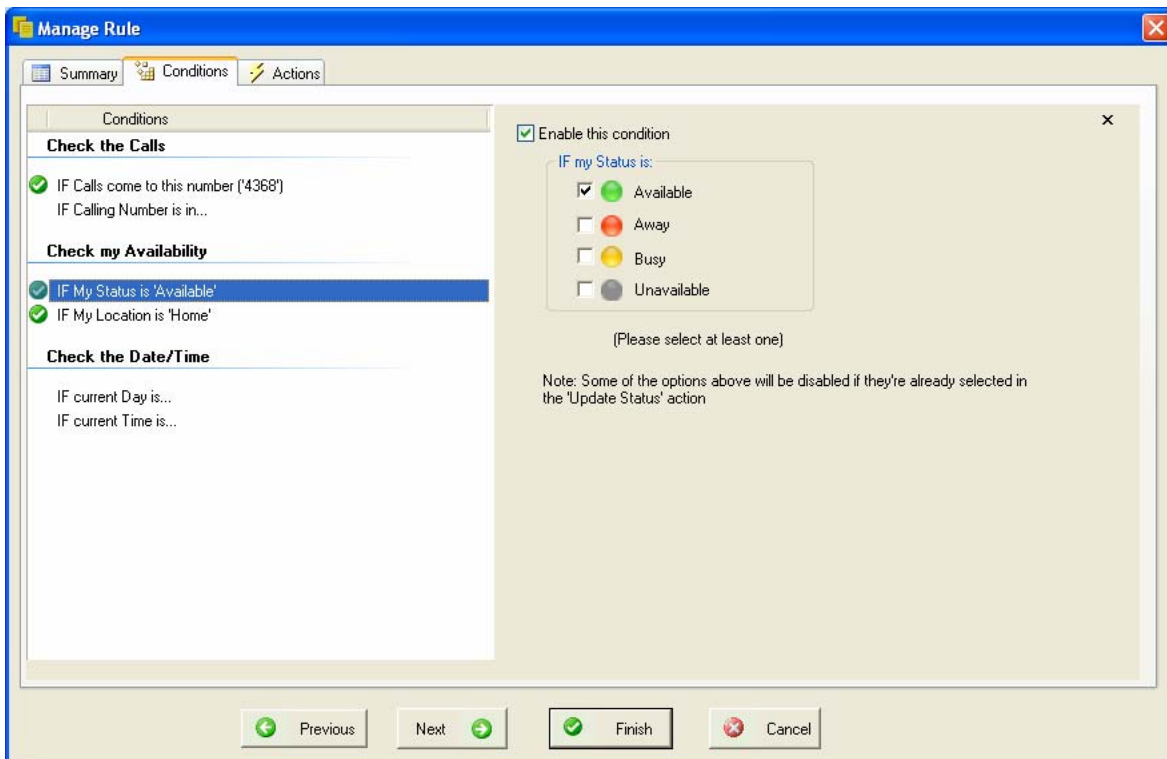 Manage Rule
Summary
Conditions
Actions
Conditions
Check the Calls
IF Calls come to this number ('4368')
IF Calling Number is in...
Check my Availability
IF My Status is 'Available'
IF My Location is 'Home'
Check the Date/Time
IF current Day is...
IF current Time is...
Enable this condition
IF my Status is:
Available
Away
Busy
Unavailable
(Please select at least one)
Note: Some of the options above will be disabled if they're already selected in
the 'Update Status' action
Previous
Next
Finish
Cancel